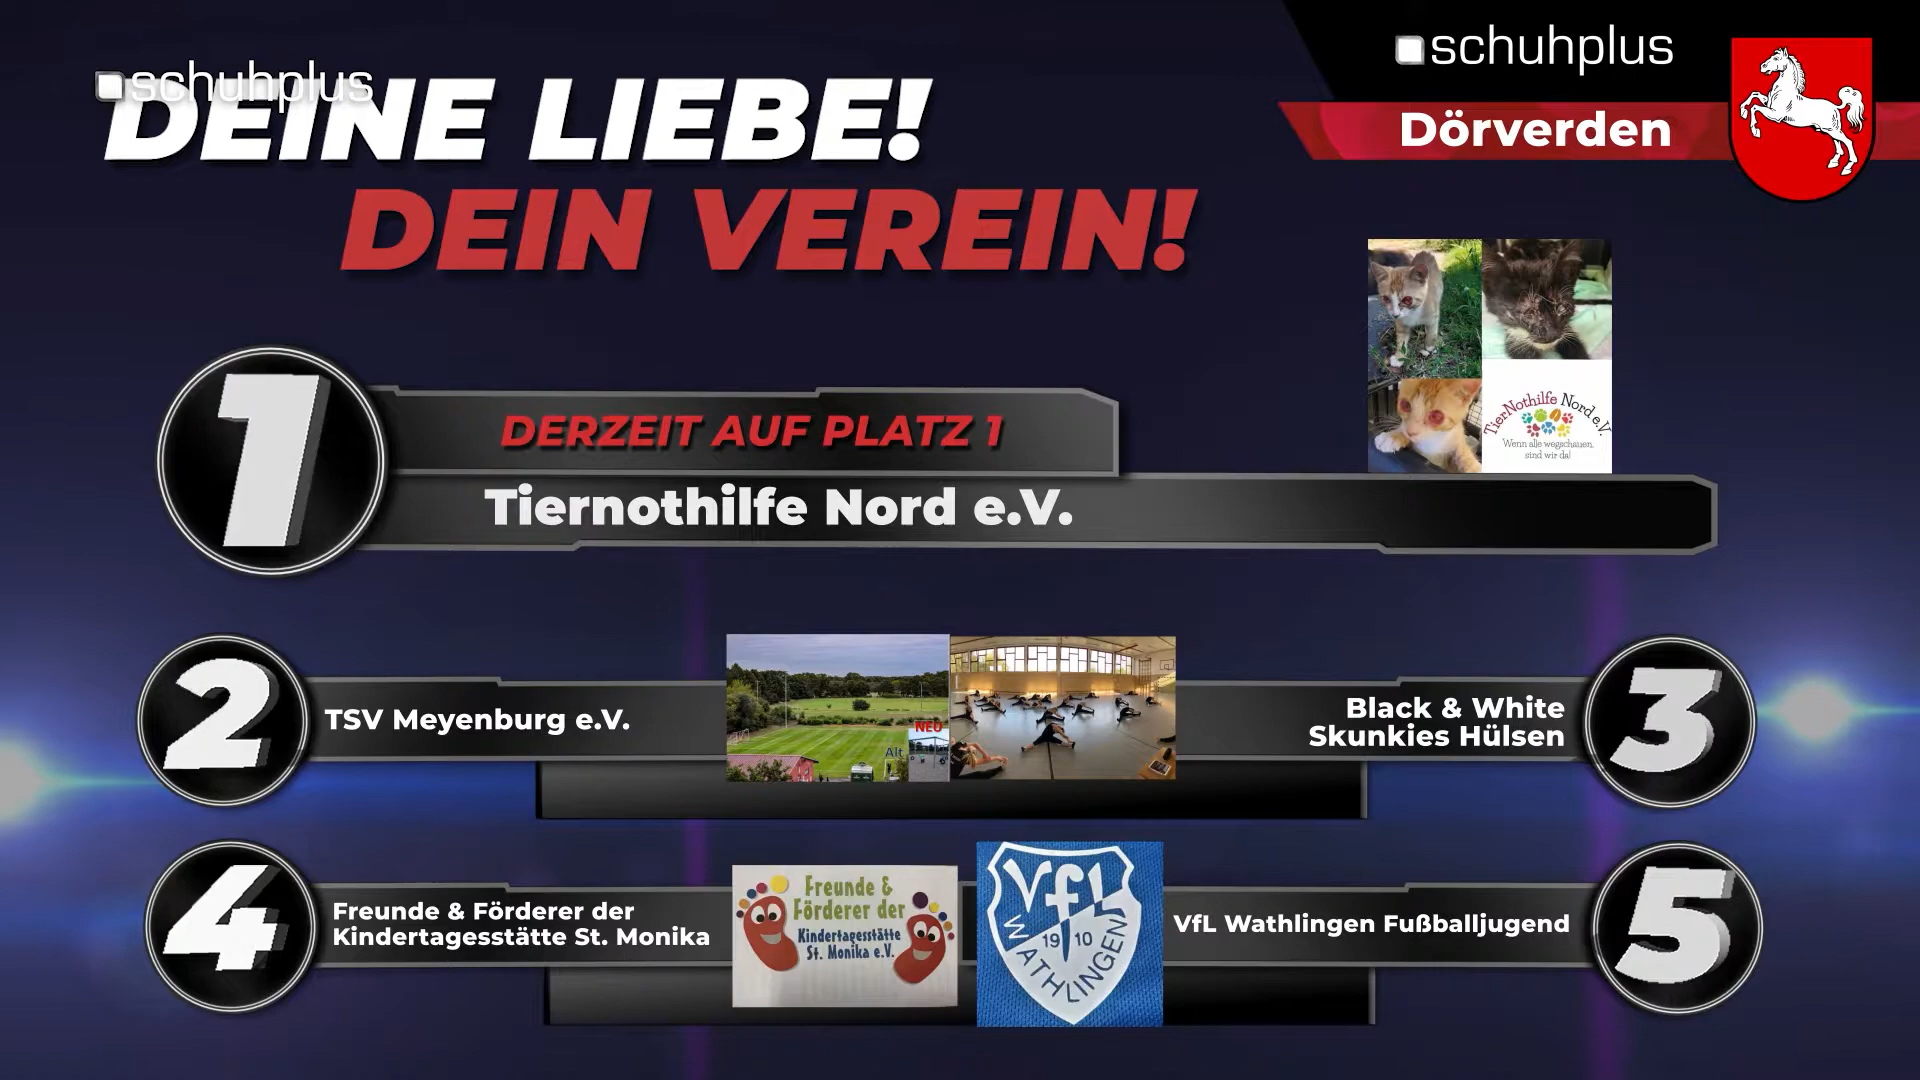 schuhplus
DEINE LIEBE!
DEIN VEREIN!
schuhplus
Dörverden
1
DERZEIT AUF PLATZ 1
Tiernothilfe Nord e.V.
TierNothilfe Nord e.V.
Wenn alle wegschauen,
sind wir da!
2
TSV Meyenburg e.V.
NEU
Alt
Black & White
Skunkies Hülsen
3
4
Freunde & Förderer der
Kindertagesstätte St. Monika
Freunde &
Förderer der
Kindertagesstätte
St. Monika e.V.
VfL
19 10
WATHLINGEN
VfL Wathlingen Fußballjugend
5